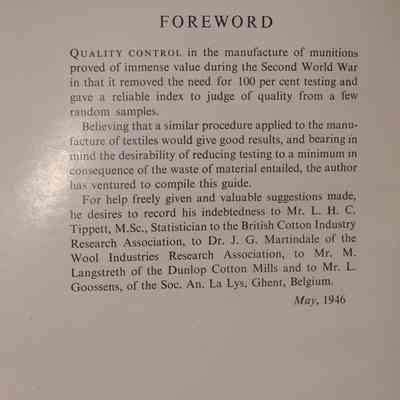 FOREWORD
QUALITY CONTROL in the manufacture of munitions
proved of immense value during the Second World War
in that it removed the need for 100 per cent testing and
gave a reliable index to judge of quality from a few
random samples.
Believing that a similar procedure applied to the manu-
facture of textiles would give good results, and bearing in
mind the desirability of reducing testing to a minimum in
consequence of the waste of material entailed, the author
has ventured to compile this guide.
For help freely given and valuable suggestions made,
he desires to record his indebtedness to Mr. L. H. C.
Tippett, M.Sc., Statistician to the British Cotton Industry
Research Association, to Dr. J. G. Martindale of the
Wool Industries Research Association, to Mr. M.
Langstreth of the Dunlop Cotton Mills and to Mr. L.
Goossens, of the Soc. An. La Lys, Ghent, Belgium.
May, 1946